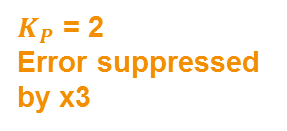 K_P = 2
Error suppressed
by x3